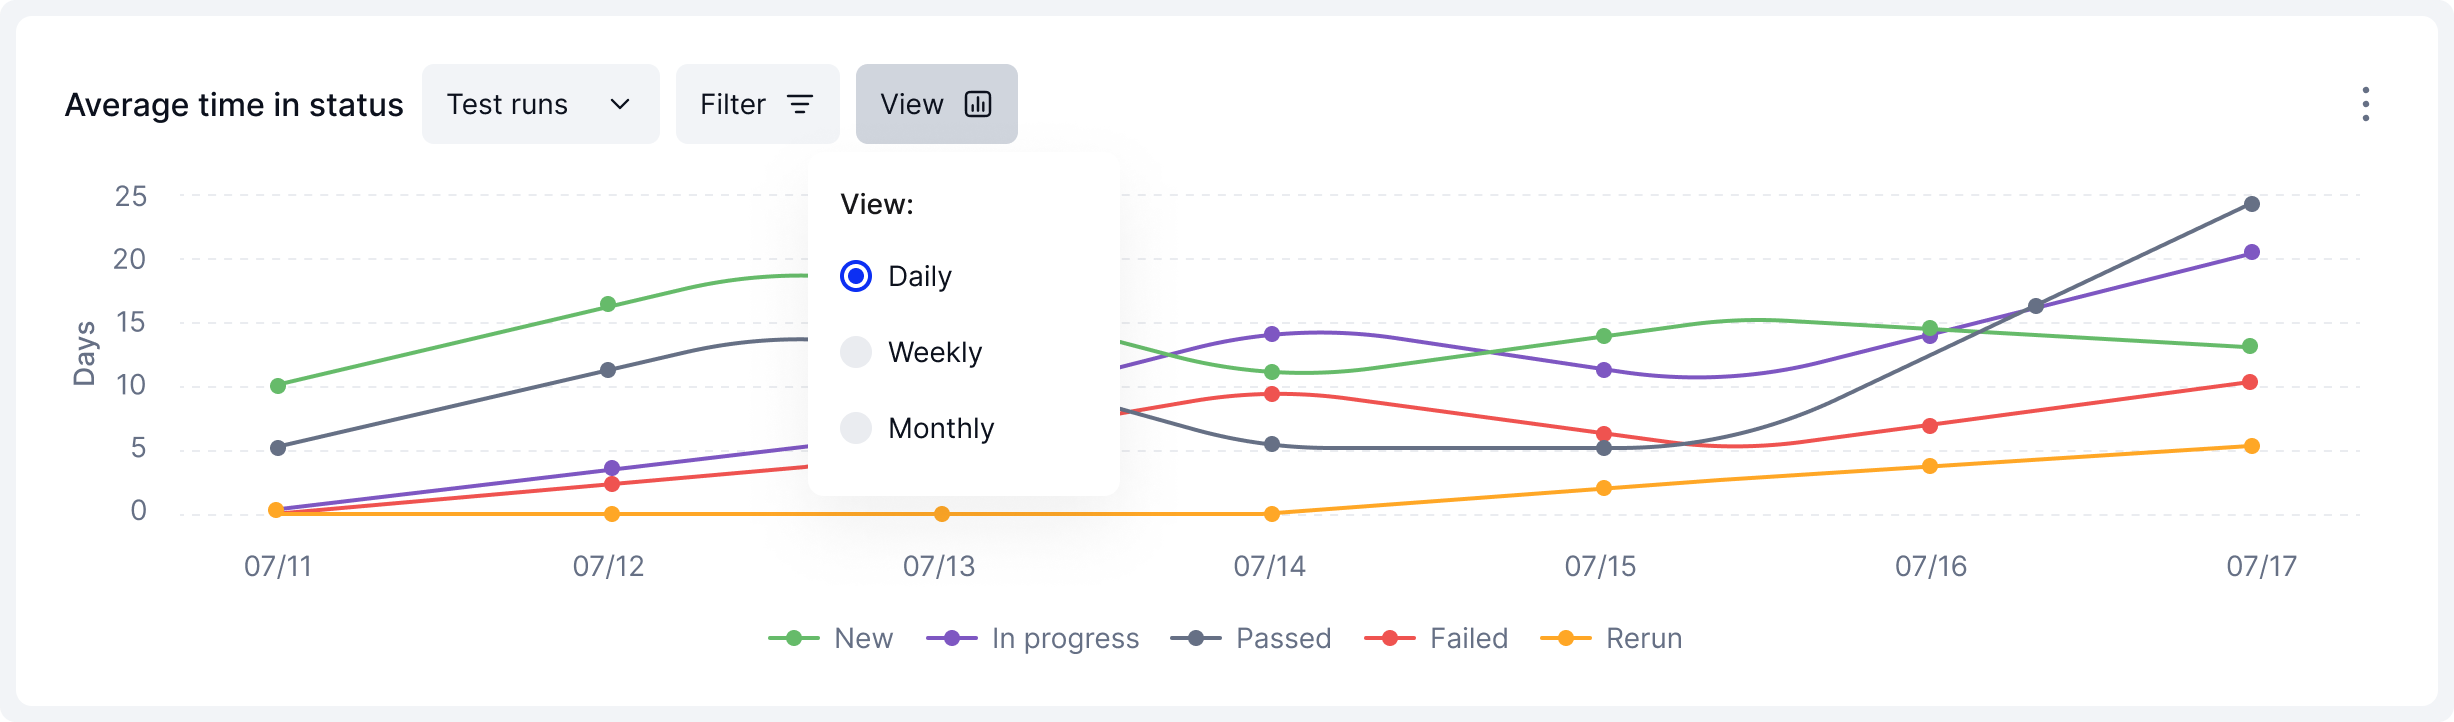 Average time in status
Test runs
Filter
View
View:
Daily
Weekly
Monthly
Days
25
20
15
10
5
0
07/11 07/12 07/13 07/14 07/15 07/16 07/17
New In progress Passed Failed Rerun